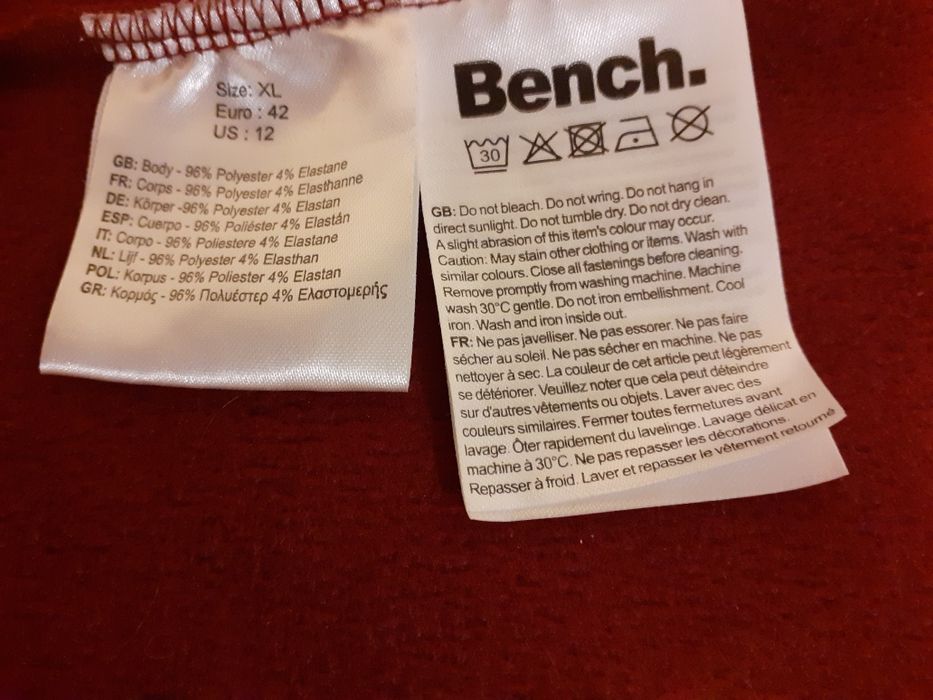 Size: XL
Euro : 42
US : 12
GB: Body - 96% Polyester 4% Elastane
FR: Corps - 96% Polyester 4% Elasthanne
DE: Körper -96% Polyester 4% Elastan
ESP: Cuerpo - 96% Poliéster 4% Elastán
IT: Corpo - 96% Poliestere 4% Elastane
NL: Lijf - 96% Polyester 4% Elasthan
POL: Korpus - 96% Poliester 4% Elastan
GR: Κορμός - 96% Πολυέστερ 4% Ελαστομερής
Bench.
30
GB: Do not bleach. Do not wring. Do not hang in
direct sunlight. Do not tumble dry. Do not dry clean.
A slight abrasion of this item's colour may occur.
Caution: May stain other clothing or items. Wash with
similar colours. Close all fastenings before cleaning.
Remove promptly from washing machine. Machine
wash 30°C gentle. Do not iron embellishment. Cool
iron. Wash and iron inside out.
FR: Ne pas javelliser. Ne pas essorer. Ne pas faire
sécher au soleil. Ne pas sécher en machine. Ne pas
nettoyer à sec. La couleur de cet article peut légèrement
se détériorer. Veuillez noter que cela peut déteindre
sur d'autres vêtements ou objets. Laver avec des
couleurs similaires. Fermer toutes fermetures avant
lavage. Ôter rapidement du lavelinge. Lavage délicat en
machine à 30°C. Ne pas repasser les décorations.
Repasser à froid. Laver et repasser le vêtement retourné